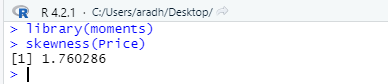 R 4.2.1 · C:/Users/aradh/Desktop/
> library(moments)
> skewness(Price)
[1] 1.760286
>